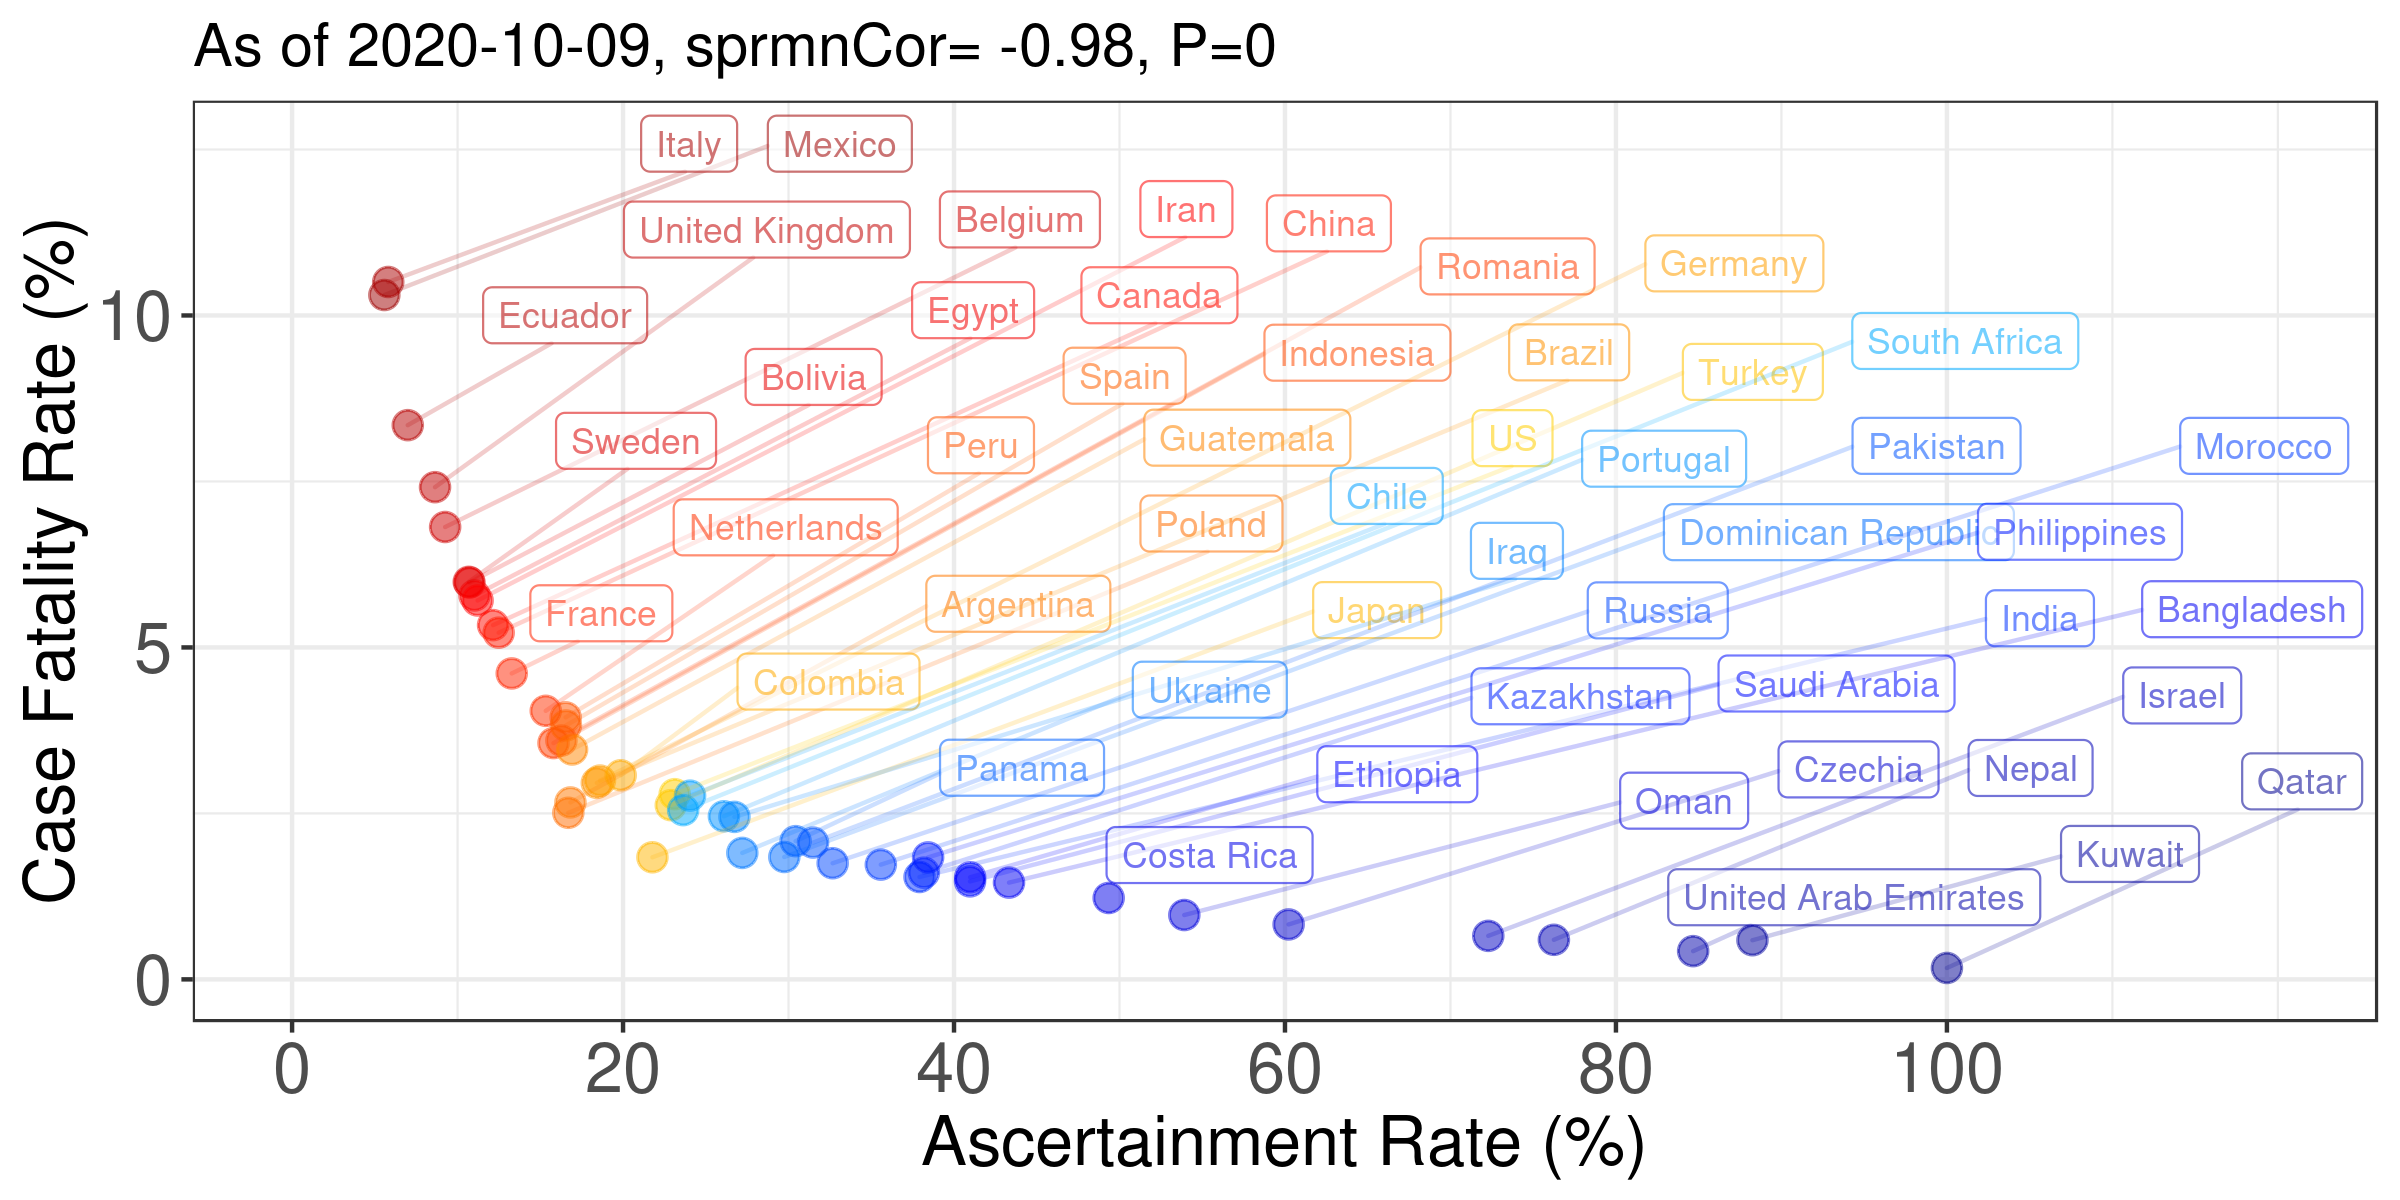 As of 2020-10-09, sprmnCor= -0.98, P=0
Italy
Mexico
United Kingdom
Belgium
Iran
China
Romania
Germany
Ecuador
Egypt
Canada
Indonesia
Brazil
South Africa
Bolivia
Spain
Turkey
Sweden
Peru
Guatemala
US
Portugal
Pakistan
Morocco
Netherlands
Poland
Chile
Iraq
Dominican Republic
Philippines
France
Argentina
Japan
Russia
India
Bangladesh
Colombia
Ukraine
Kazakhstan
Saudi Arabia
Israel
Panama
Ethiopia
Oman
Czechia
Nepal
Qatar
Costa Rica
United Arab Emirates
Kuwait
Case Fatality Rate (%)
10
5
0
0
20
40
60
80
100
Ascertainment Rate (%)